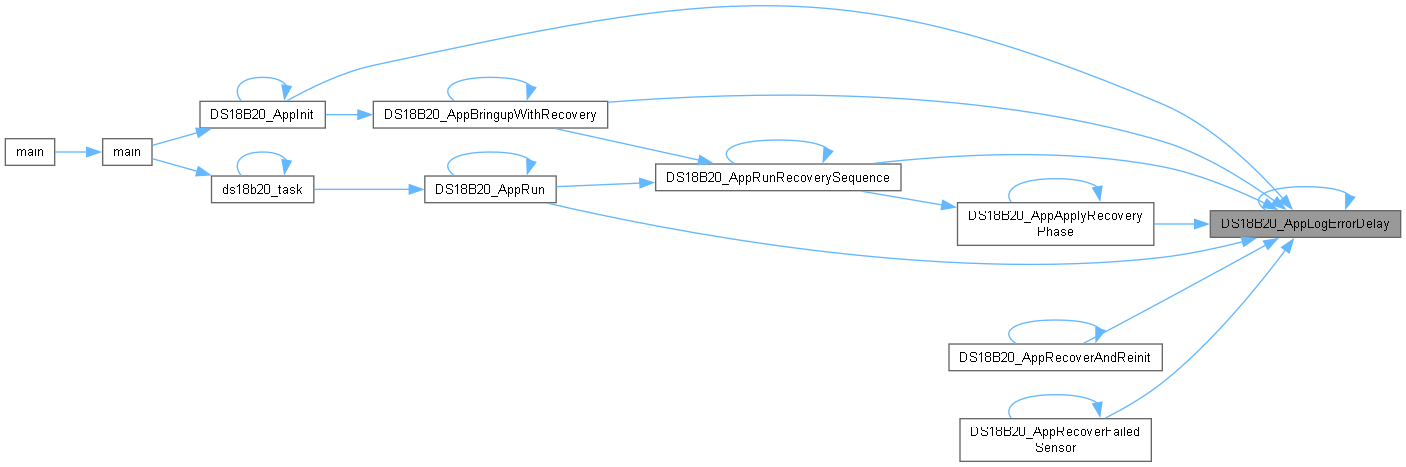 main
main
DS18B20_AppInit
ds18b20_task
DS18B20_AppBringupWithRecovery
DS18B20_AppRun
DS18B20_AppRunRecoverySequence
DS18B20_AppApplyRecovery
Phase
DS18B20_AppLogErrorDelay
DS18B20_AppRecoverAndReinit
DS18B20_AppRecoverFailed
Sensor